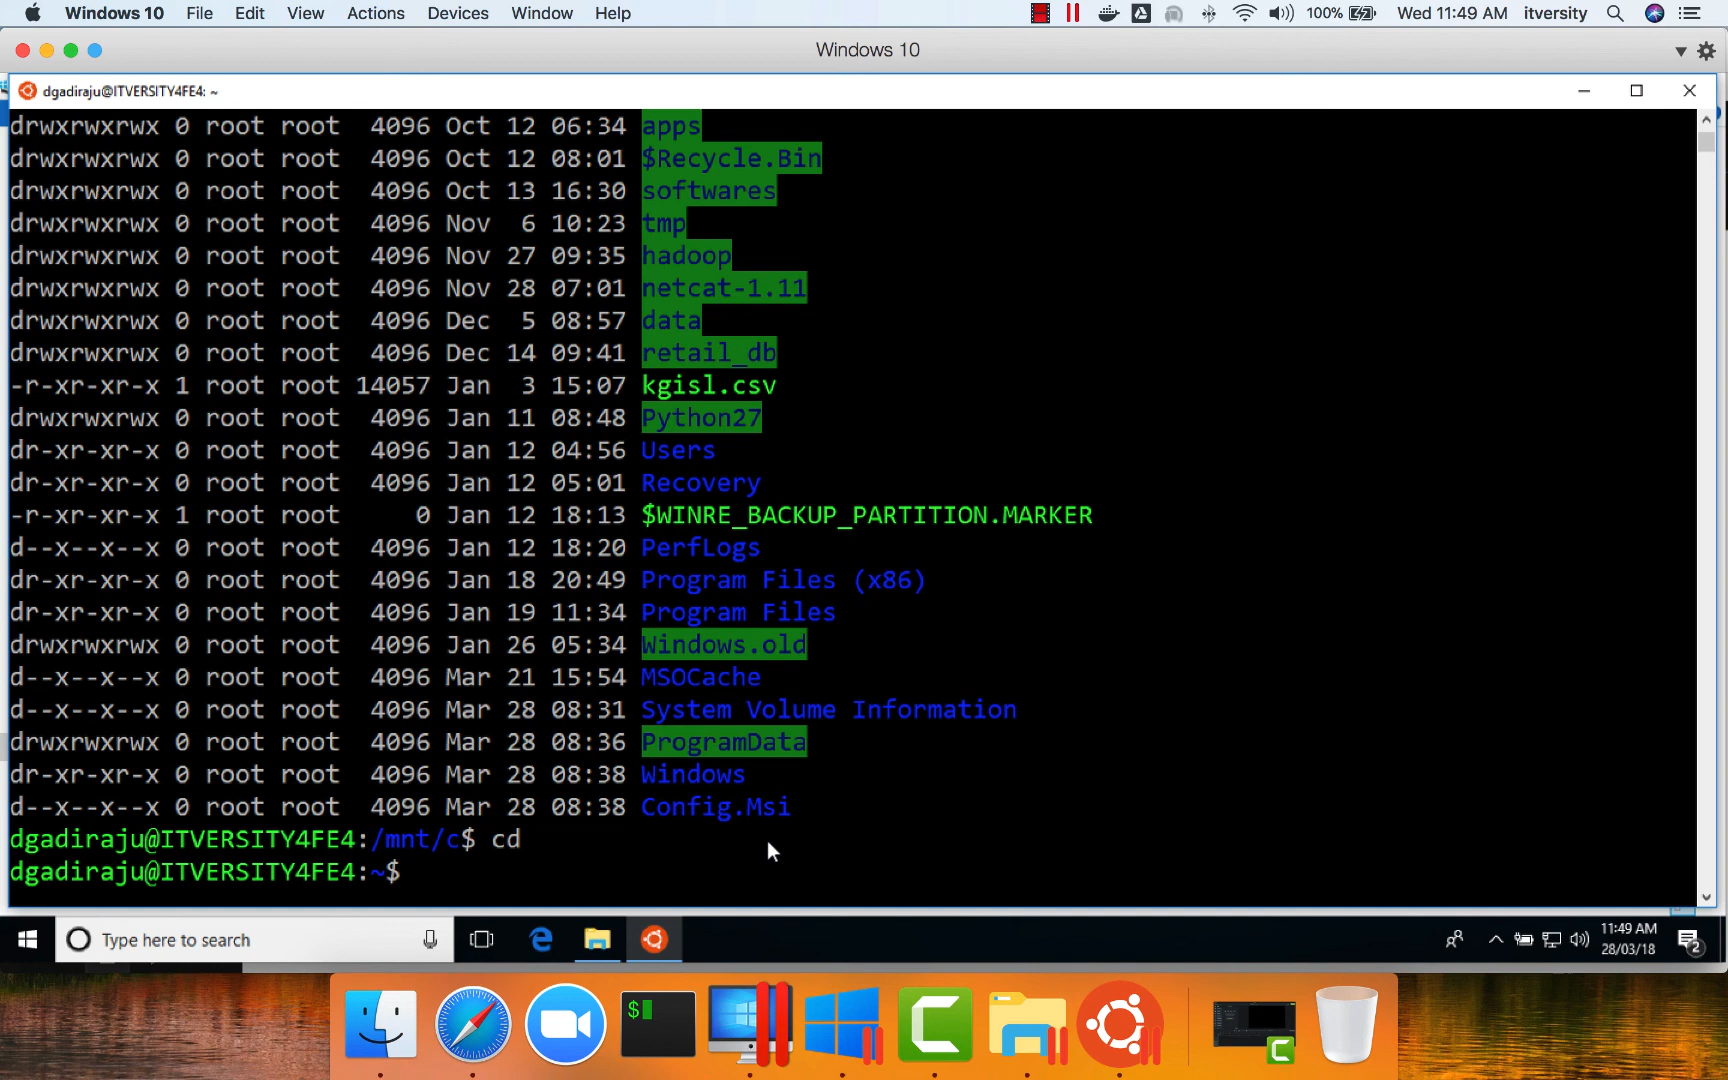 Windows 10 File Edit View Actions Devices Window Help 100% Wed 11:49 AM itversity
Windows 10
dgadiraju@ITVERSITY4FE4: ~
drwxrwxrwx 0 root root  4096 Oct 12 06:34 apps
drwxrwxrwx 0 root root  4096 Oct 12 08:01 $Recycle.Bin
drwxrwxrwx 0 root root  4096 Oct 13 16:30 softwares
drwxrwxrwx 0 root root  4096 Nov  6 10:23 tmp
drwxrwxrwx 0 root root  4096 Nov 27 09:35 hadoop
drwxrwxrwx 0 root root  4096 Nov 28 07:01 netcat-1.11
drwxrwxrwx 0 root root  4096 Dec  5 08:57 data
drwxrwxrwx 0 root root  4096 Dec 14 09:41 retail_db
-r-xr-xr-x 1 root root 14057 Jan  3 15:07 kgisl.csv
drwxrwxrwx 0 root root  4096 Jan 11 08:48 Python27
dr-xr-xr-x 0 root root  4096 Jan 12 04:56 Users
dr-xr-xr-x 0 root root  4096 Jan 12 05:01 Recovery
-r-xr-xr-x 1 root root     0 Jan 12 18:13 $WINRE_BACKUP_PARTITION.MARKER
d--x--x--x 0 root root  4096 Jan 12 18:20 PerfLogs
dr-xr-xr-x 0 root root  4096 Jan 18 20:49 Program Files (x86)
dr-xr-xr-x 0 root root  4096 Jan 19 11:34 Program Files
drwxrwxrwx 0 root root  4096 Jan 26 05:34 Windows.old
d--x--x--x 0 root root  4096 Mar 21 15:54 MSOCache
d--x--x--x 0 root root  4096 Mar 28 08:31 System Volume Information
drwxrwxrwx 0 root root  4096 Mar 28 08:36 ProgramData
dr-xr-xr-x 0 root root  4096 Mar 28 08:38 Windows
d--x--x--x 0 root root  4096 Mar 28 08:38 Config.Msi
dgadiraju@ITVERSITY4FE4:/mnt/c$ cd
dgadiraju@ITVERSITY4FE4:~$
Type here to search
11:49 AM
28/03/18
2
$